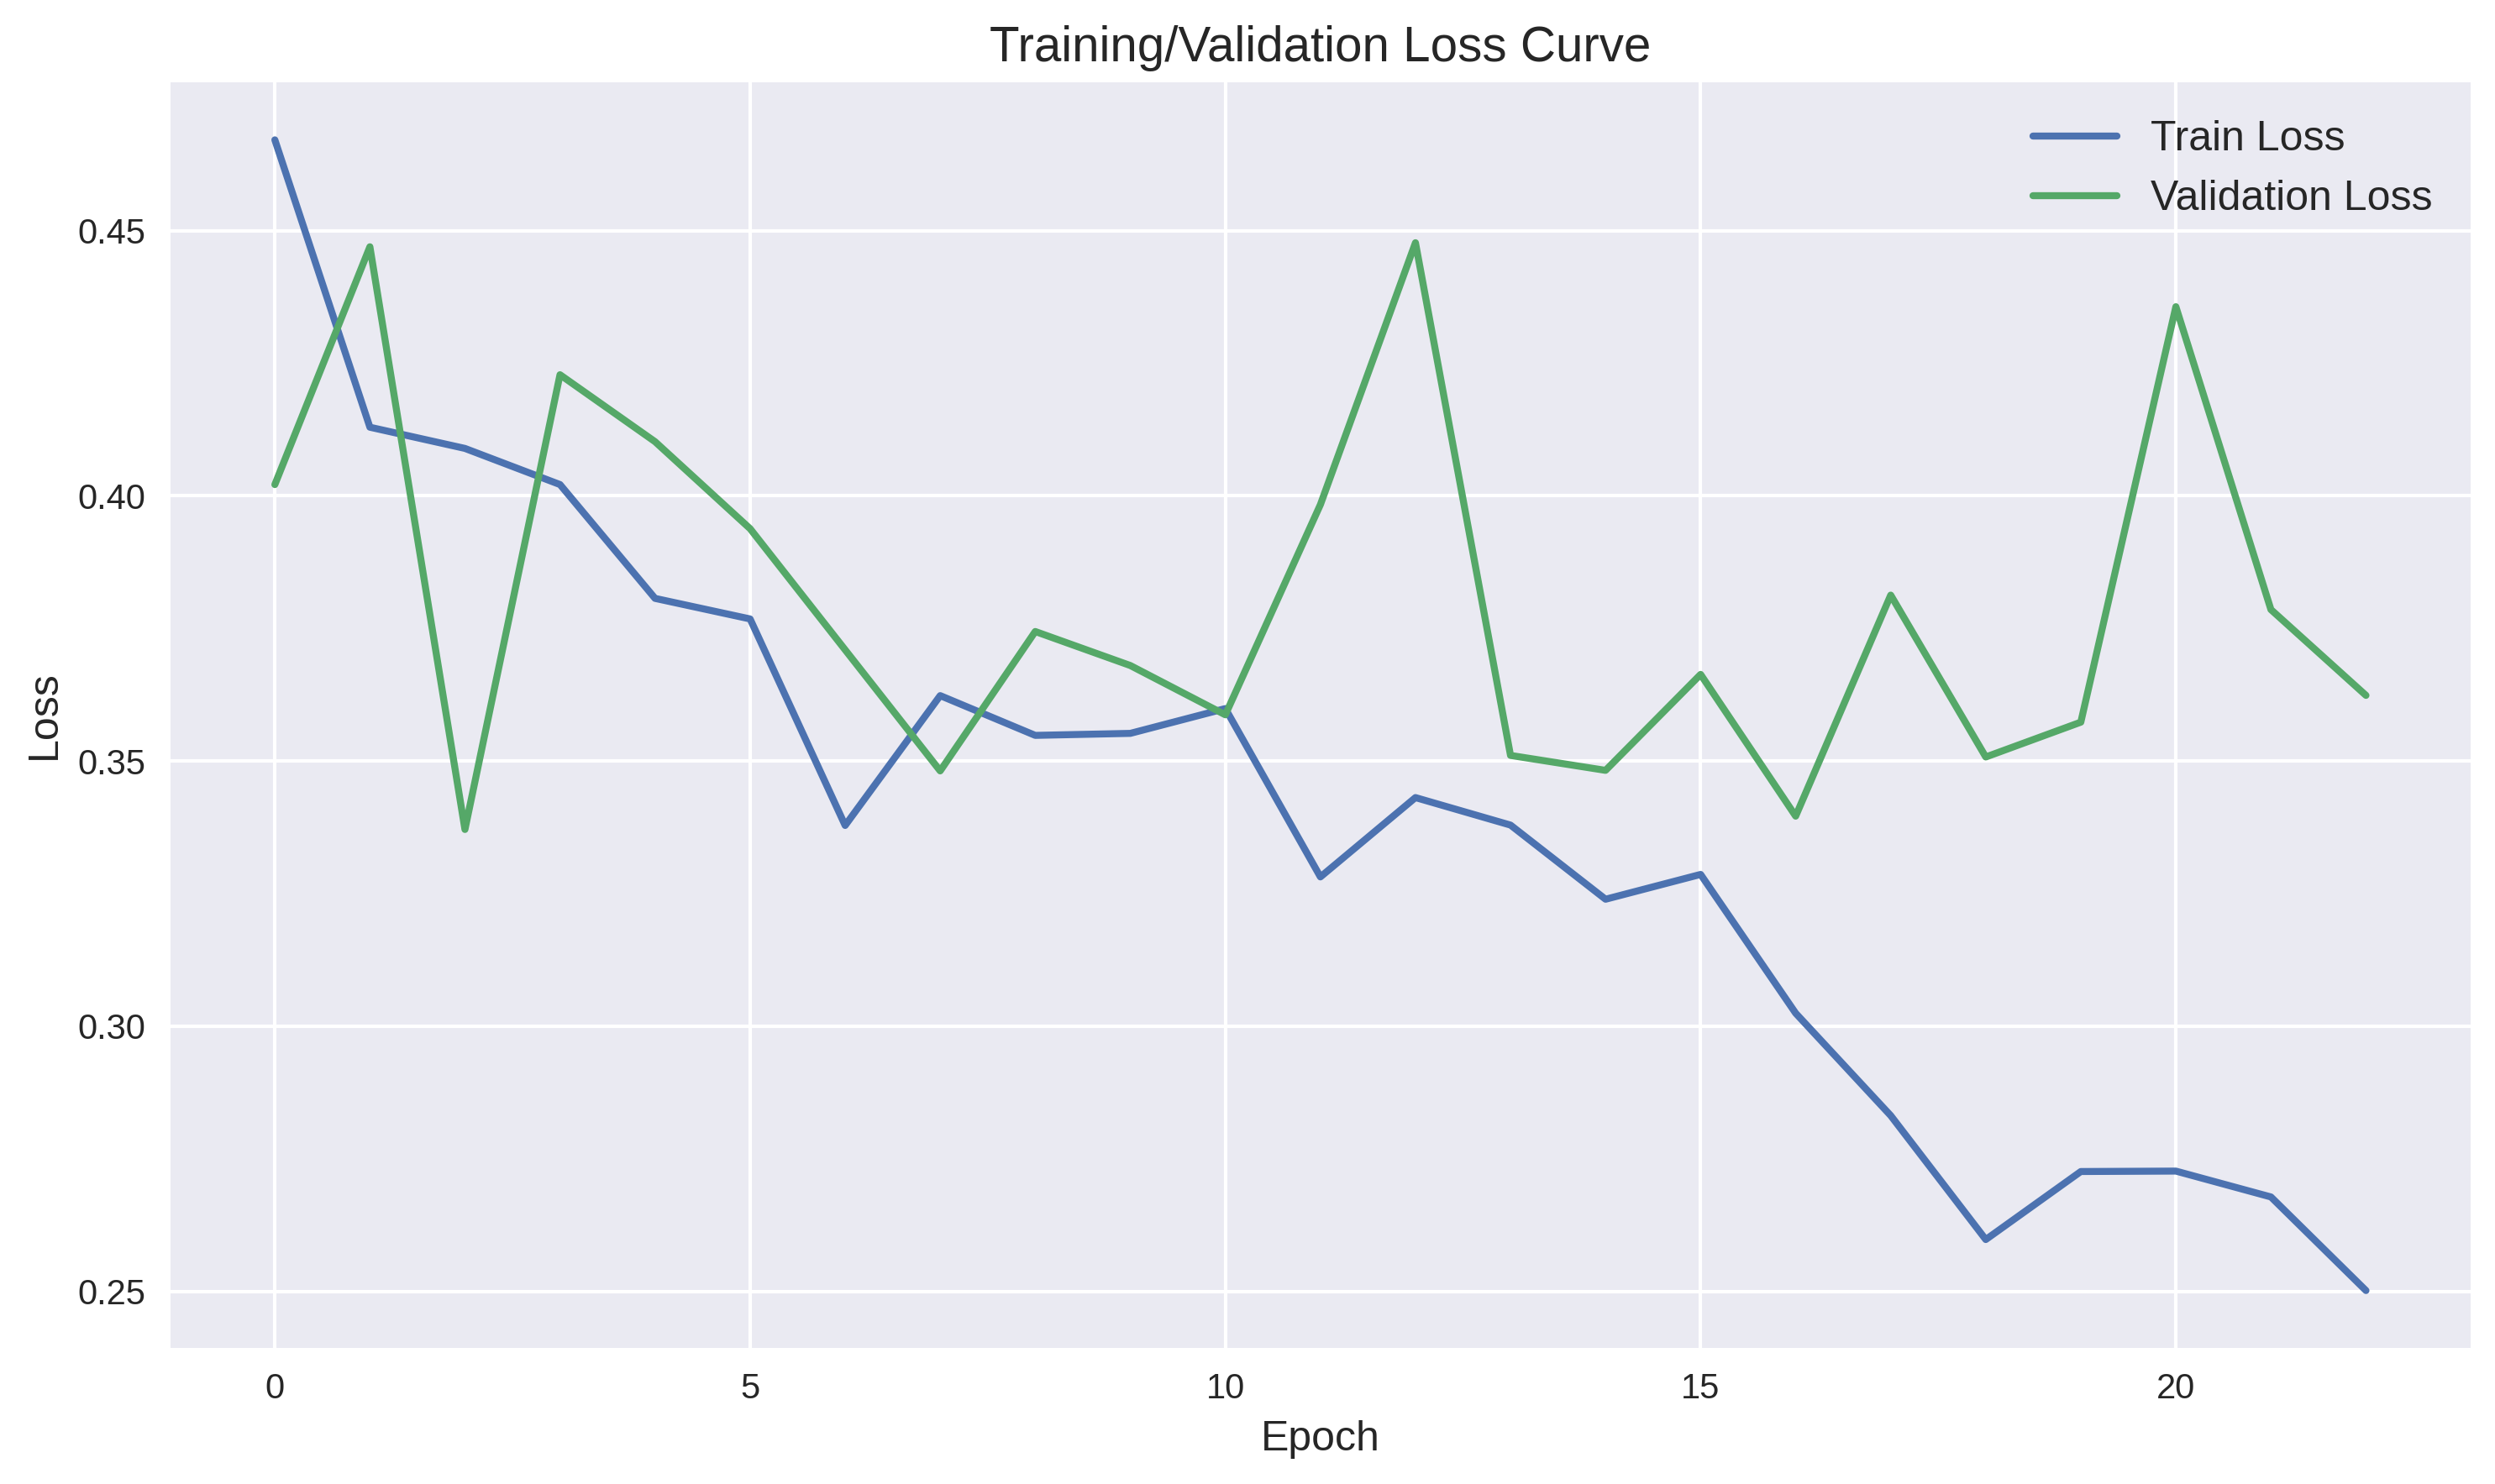 Training/Validation Loss Curve
Train Loss
Validation Loss
0.45
0.40
0.35
0.30
0.25
Loss
0 5 10 15 20
Epoch